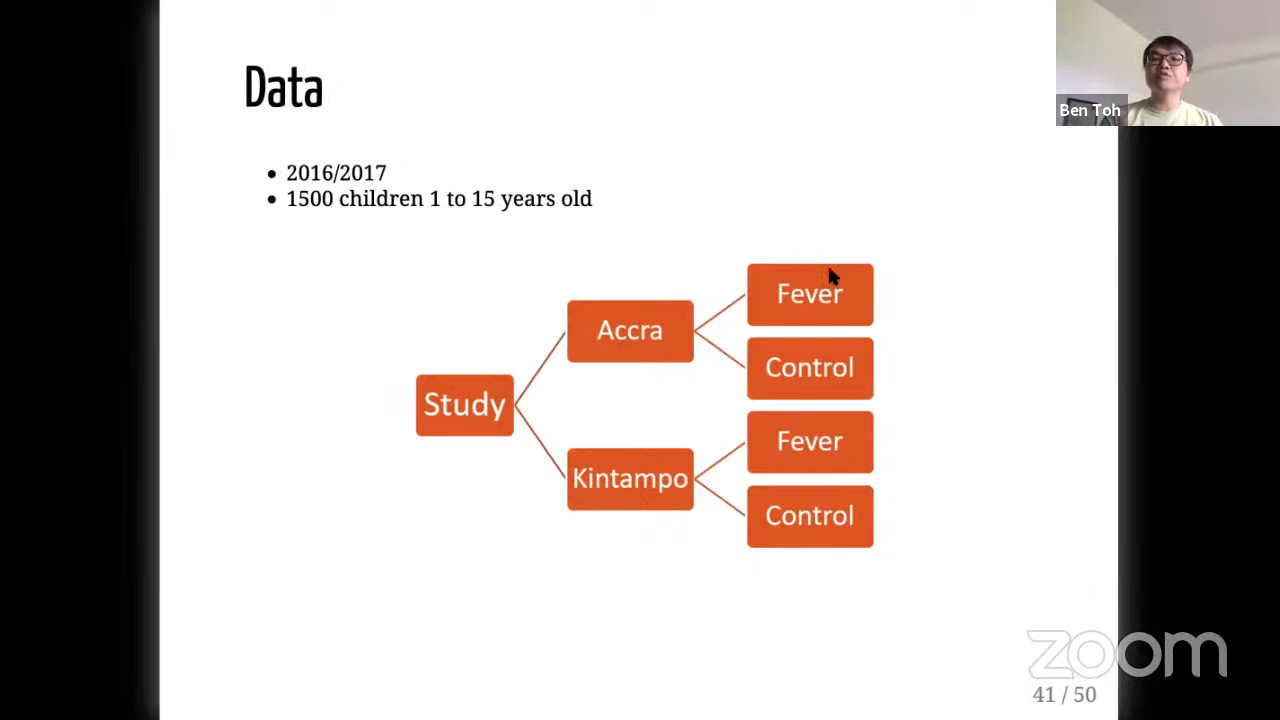 Data
Ben Toh
2016/2017
1500 children 1 to 15 years old
Fever
Accra
Control
Study
Fever
Kintampo
Control
zoom
41 / 50